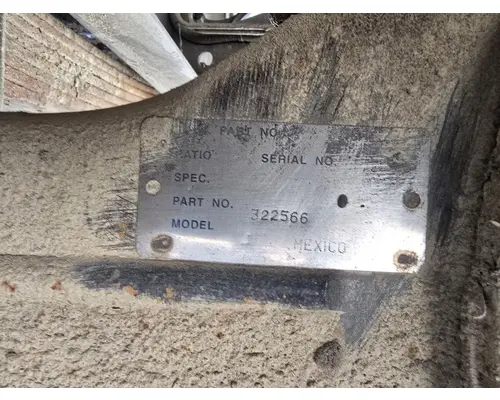 PART NO.
RATIO SERIAL NO.
SPEC.
PART NO. 322566
MODEL
MEXICO